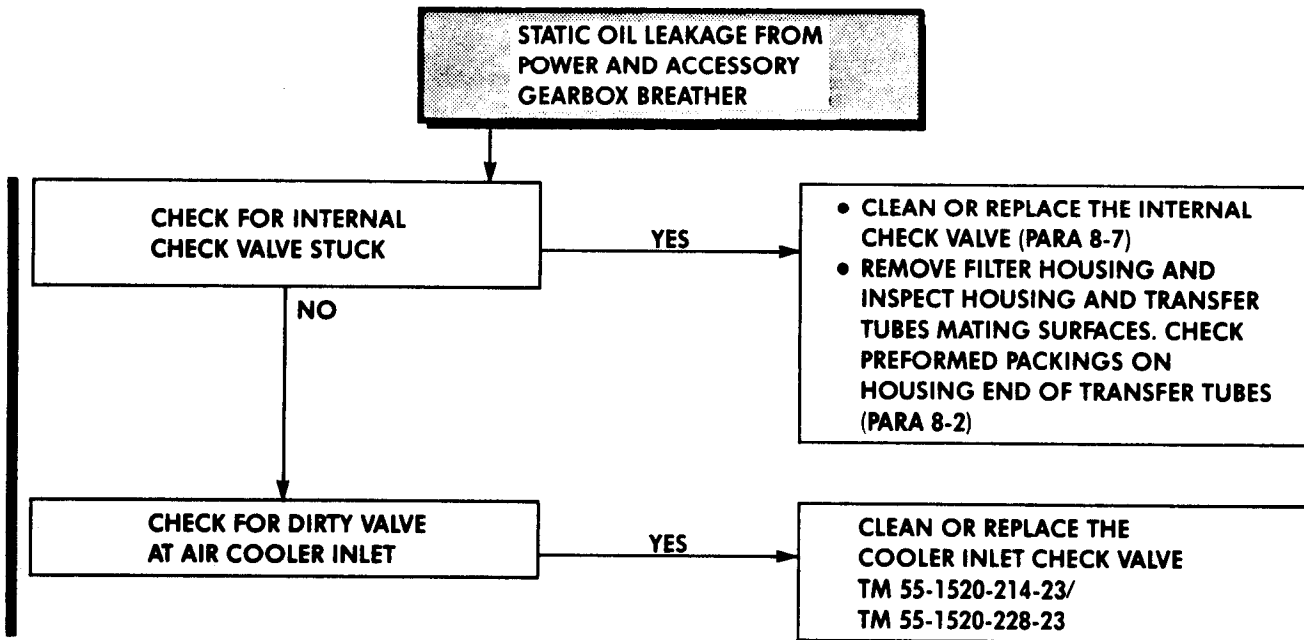 STATIC OIL LEAKAGE FROM
POWER AND ACCESSORY
GEARBOX BREATHER
CHECK FOR INTERNAL
CHECK VALVE STUCK
YES
• CLEAN OR REPLACE THE INTERNAL
CHECK VALVE (PARA 8-7)
• REMOVE FILTER HOUSING AND
INSPECT HOUSING AND TRANSFER
TUBES MATING SURFACES. CHECK
PREFORMED PACKINGS ON
HOUSING END OF TRANSFER TUBES
(PARA 8-2)
NO
CHECK FOR DIRTY VALVE
AT AIR COOLER INLET
YES
CLEAN OR REPLACE THE
COOLER INLET CHECK VALVE
TM 55-1520-214-23/
TM 55-1520-228-23